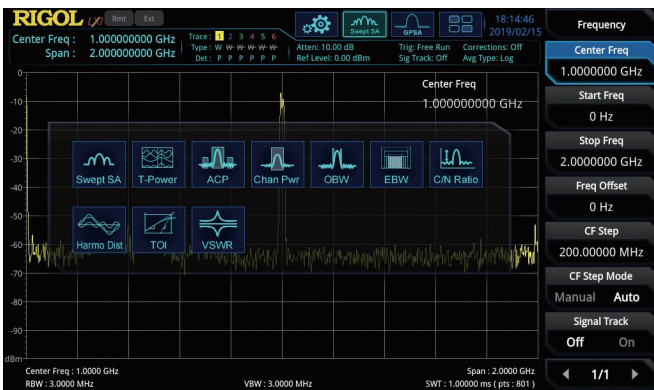 RIGOL LXI Rmt Ext
Swept SA
GPSA
18:14:46
2019/02/15
Center Freq : 1.000000000 GHz
Span : 2.000000000 GHz
Trace : 1 2 3 4 5 6
Type : W W W W W W
Det : P P P P P P
Atten: 10.00 dB
Ref Level: 0.00 dBm
Trig: Free Run
Sig Track: Off
Corrections: Off
Avg Type: Log
Center Freq
1.000000000 GHz
0
-10
-20
-30
-40
-50
-60
-70
-80
-90
dBm
Swept SA
T-Power
ACP
Chan Pwr
OBW
EBW
C/N Ratio
Harmo Dist
TOI
VSWR
Center Freq : 1.0000 GHz
RBW : 3.0000 MHz
VBW : 3.0000 MHz
Span : 2.0000 GHz
SWT : 1.00000 ms ( pts : 801 )
Frequency
Center Freq
1.0000000 GHz
Start Freq
0 Hz
Stop Freq
2.0000000 GHz
Freq Offset
0 Hz
CF Step
200.00000 MHz
CF Step Mode
Manual Auto
Signal Track
Off On
1/1